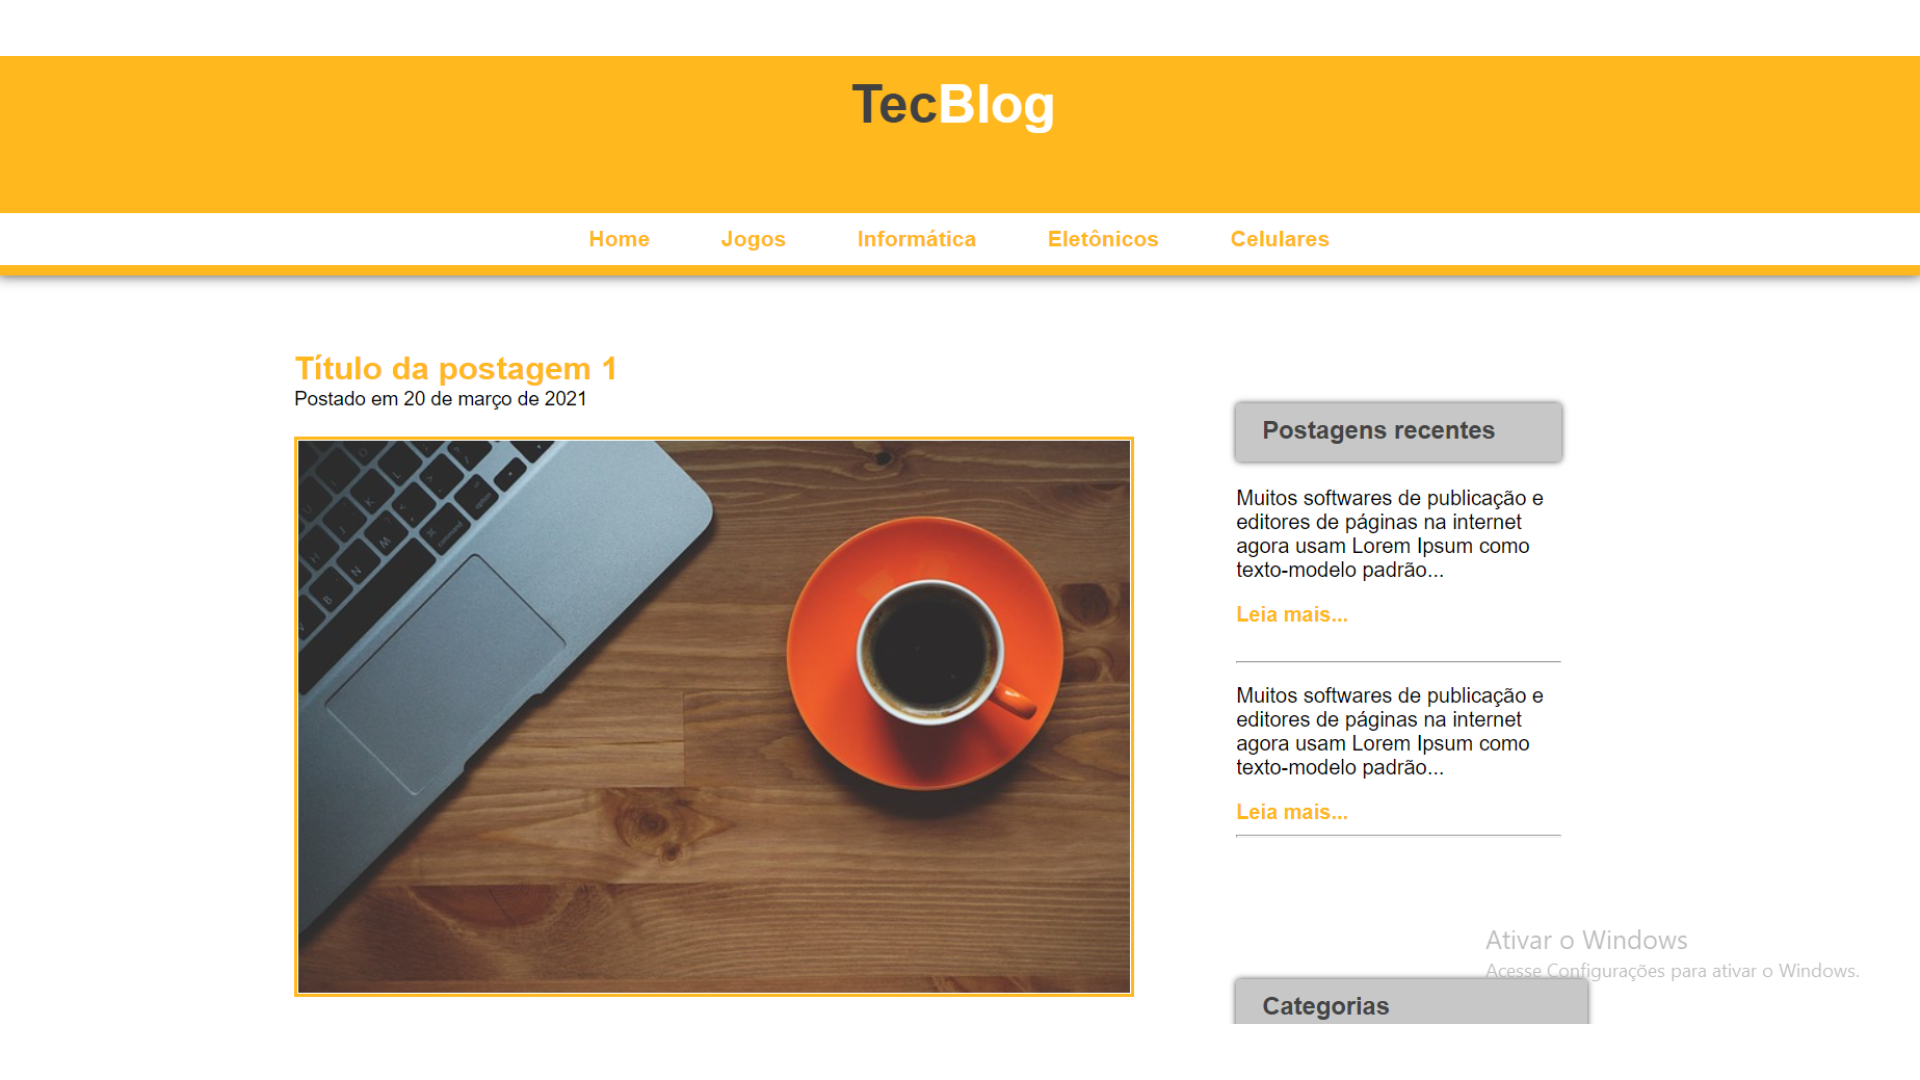 TecBlog
Home Jogos Informática Eletônicos Celulares
Título da postagem 1
Postado em 20 de março de 2021
Postagens recentes
Muitos softwares de publicação e
editores de páginas na internet
agora usam Lorem Ipsum como
texto-modelo padrão...
Leia mais...
Muitos softwares de publicação e
editores de páginas na internet
agora usam Lorem Ipsum como
texto-modelo padrão...
Leia mais...
Ativar o Windows
Acesse Configurações para ativar o Windows.
Categorias